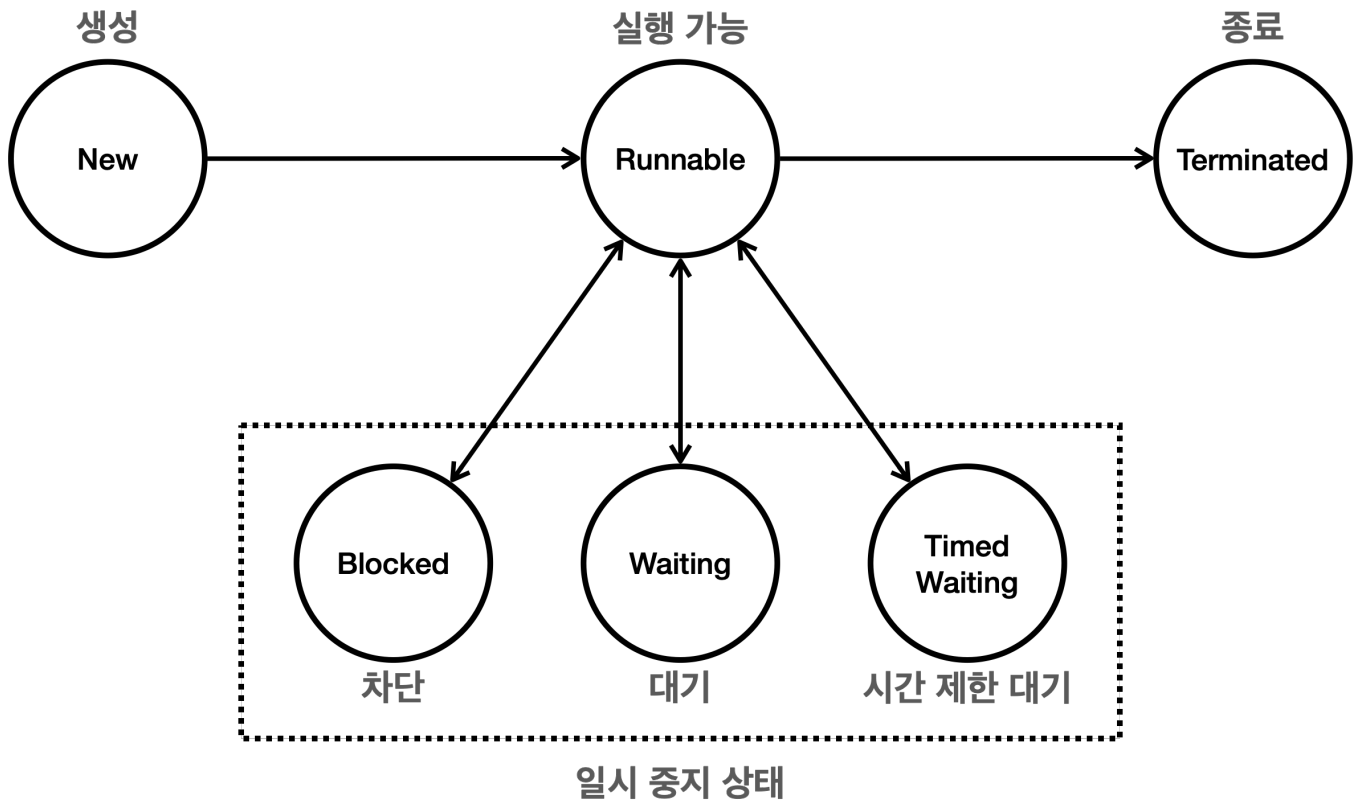 생성
실행 가능
종료
New
Runnable
Terminated
Blocked
Waiting
Timed
Waiting
차단
대기
시간 제한 대기
일시 중지 상태